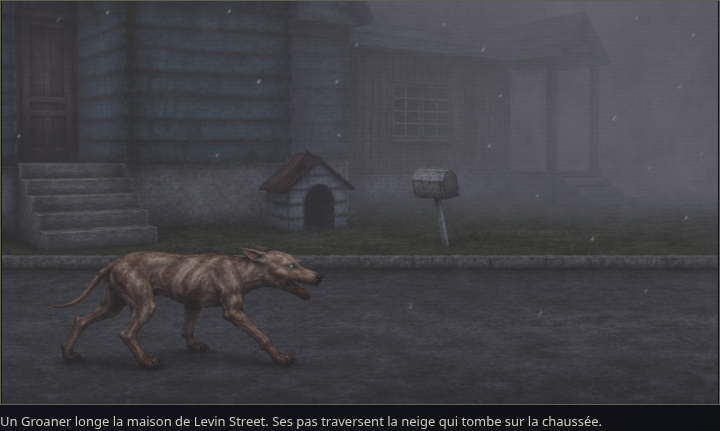 Un Groaner longe la maison de Levin Street. Ses pas traversent la neige qui tombe sur la chaussée.